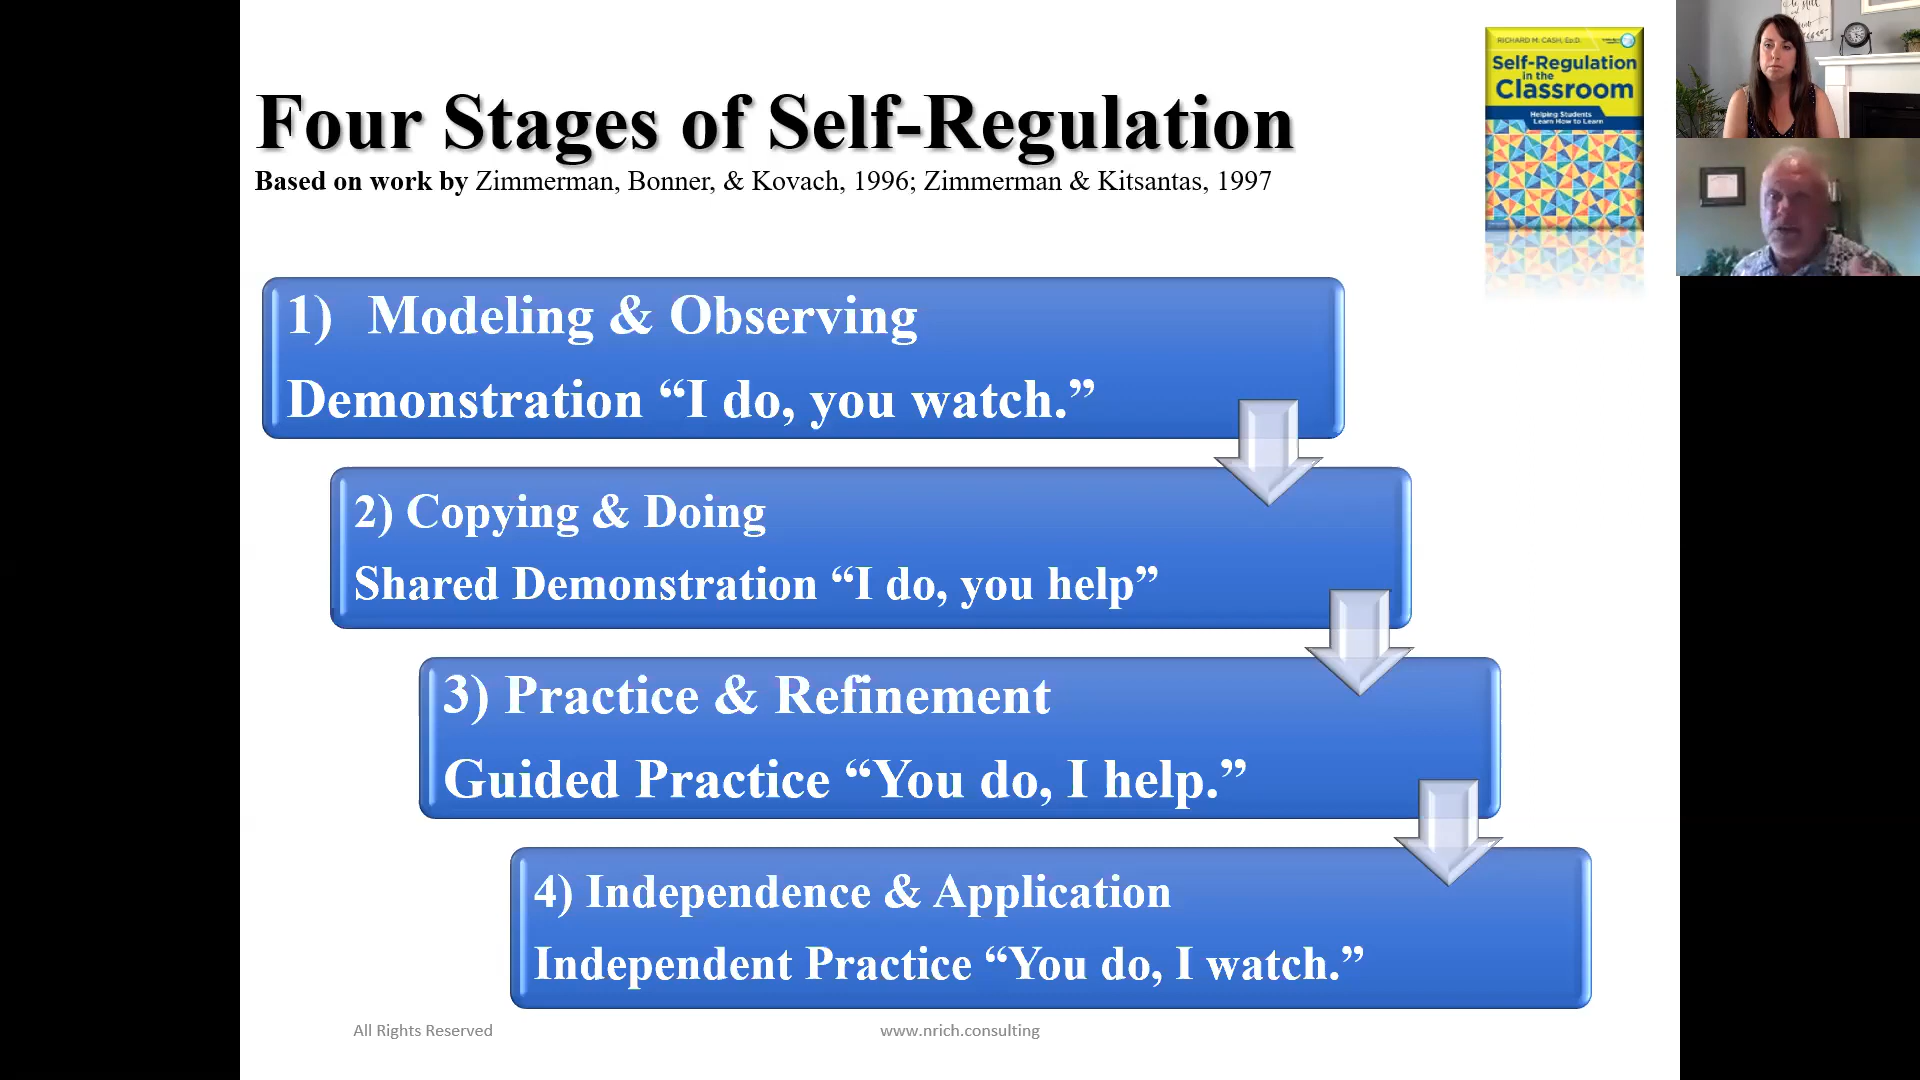 Four Stages of Self-Regulation
Based on work by Zimmerman, Bonner, & Kovach, 1996; Zimmerman & Kitsantas, 1997
RICHARD M. CASH, Ed.D.
Self-Regulation
in the
Classroom
Helping Students
Learn How to Learn
1) Modeling & Observing
Demonstration “I do, you watch.”
2) Copying & Doing
Shared Demonstration “I do, you help”
3) Practice & Refinement
Guided Practice “You do, I help.”
4) Independence & Application
Independent Practice “You do, I watch.”
All Rights Reserved
www.nrich.consulting